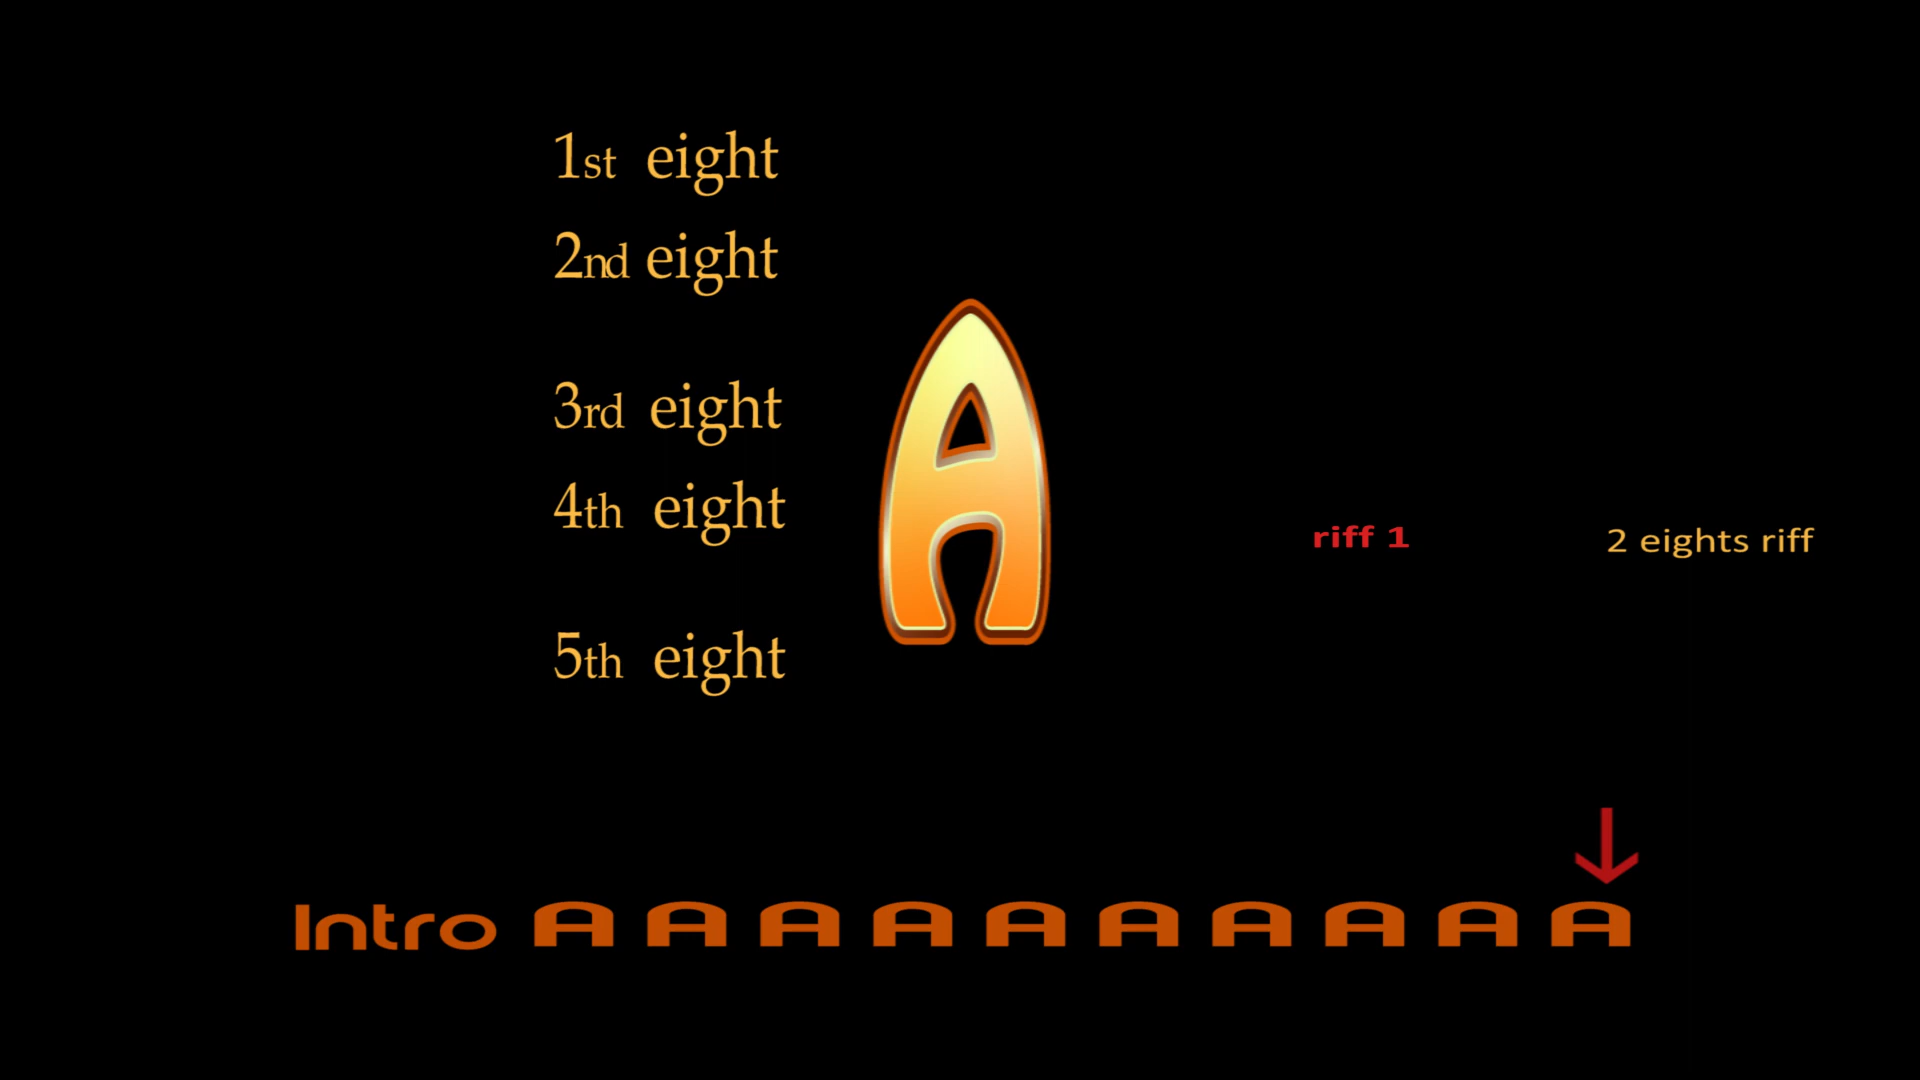 1st eight
2nd eight
3rd eight
4th eight
5th eight
A
riff 1
2 eights riff
Intro A A A A A A A A A A